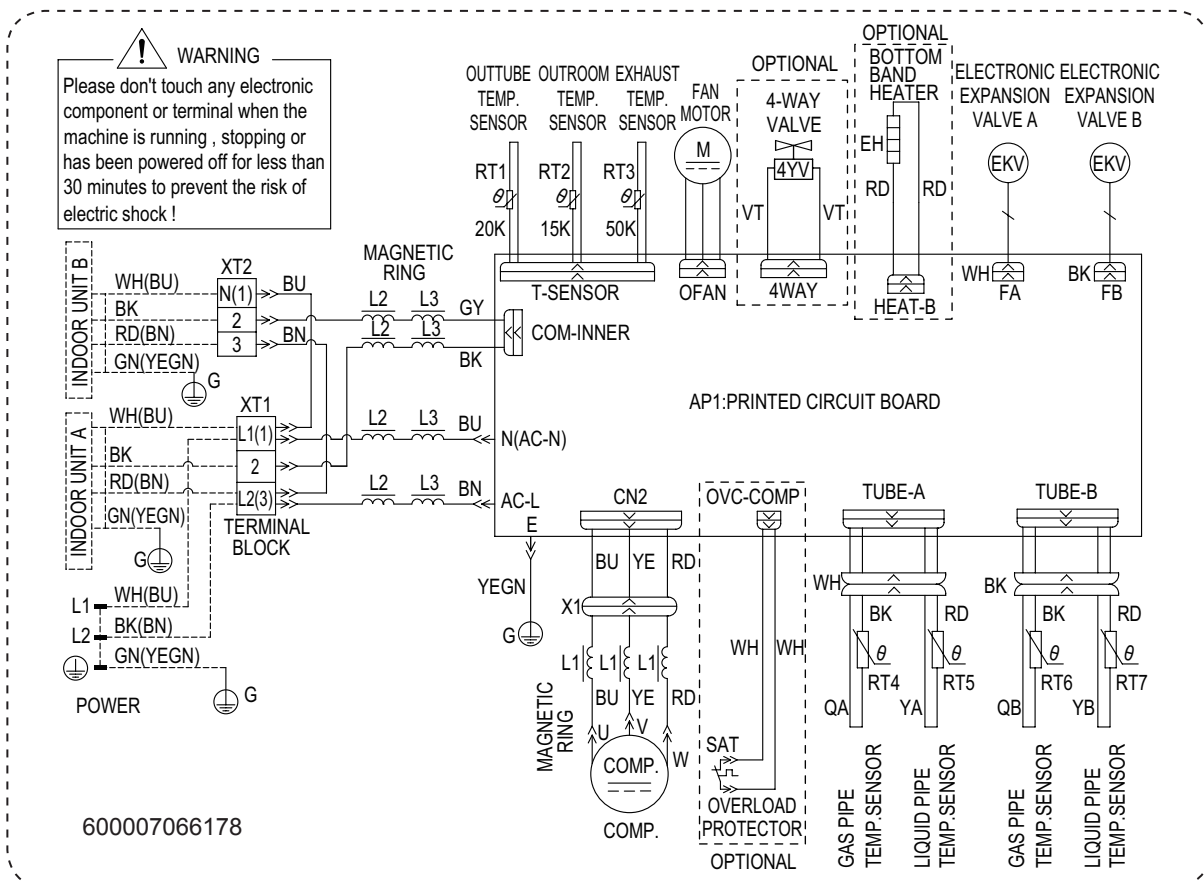 WARNING
Please don't touch any electronic
component or terminal when the
machine is running , stopping or
has been powered off for less than
30 minutes to prevent the risk of
electric shock !
OUTTUBE
TEMP.
SENSOR
OUTROOM
TEMP.
SENSOR
EXHAUST
TEMP.
SENSOR
FAN
MOTOR
OPTIONAL
4-WAY
VALVE
OPTIONAL
BOTTOM
BAND
HEATER
ELECTRONIC
EXPANSION
VALVE A
ELECTRONIC
EXPANSION
VALVE B
RT1
θ
20K
RT2
θ
15K
RT3
θ
50K
M
4YV
VT
VT
EH
RD
RD
EKV
EKV
T-SENSOR
OFAN
4WAY
HEAT-B
WH
FA
BK
FB
INDOOR UNIT B
WH(BU)
BK
RD(BN)
GN(YEGN)
G
XT2
N(1)
2
3
BU
BN
MAGNETIC
RING
L2
L3
GY
L2
L3
BK
COM-INNER
AP1:PRINTED CIRCUIT BOARD
INDOOR UNIT A
WH(BU)
BK
RD(BN)
GN(YEGN)
G
XT1
L1(1)
2
L2(3)
TERMINAL
BLOCK
L2
L3
BU
N(AC-N)
L2
L3
BN
AC-L
E
YEGN
G
L1
WH(BU)
L2
BK(BN)
GN(YEGN)
G
POWER
CN2
BU
YE
RD
X1
L1
L1
L1
BU
YE
RD
MAGNETIC
RING
U
V
W
COMP.
COMP.
OVC-COMP
WH
WH
SAT
OVERLOAD
PROTECTOR
OPTIONAL
TUBE-A
WH
BK
RD
θ
RT4
θ
RT5
QA
YA
GAS PIPE
TEMP.SENSOR
LIQUID PIPE
TEMP.SENSOR
TUBE-B
BK
BK
RD
θ
RT6
θ
RT7
QB
YB
GAS PIPE
TEMP.SENSOR
LIQUID PIPE
TEMP.SENSOR
600007066178